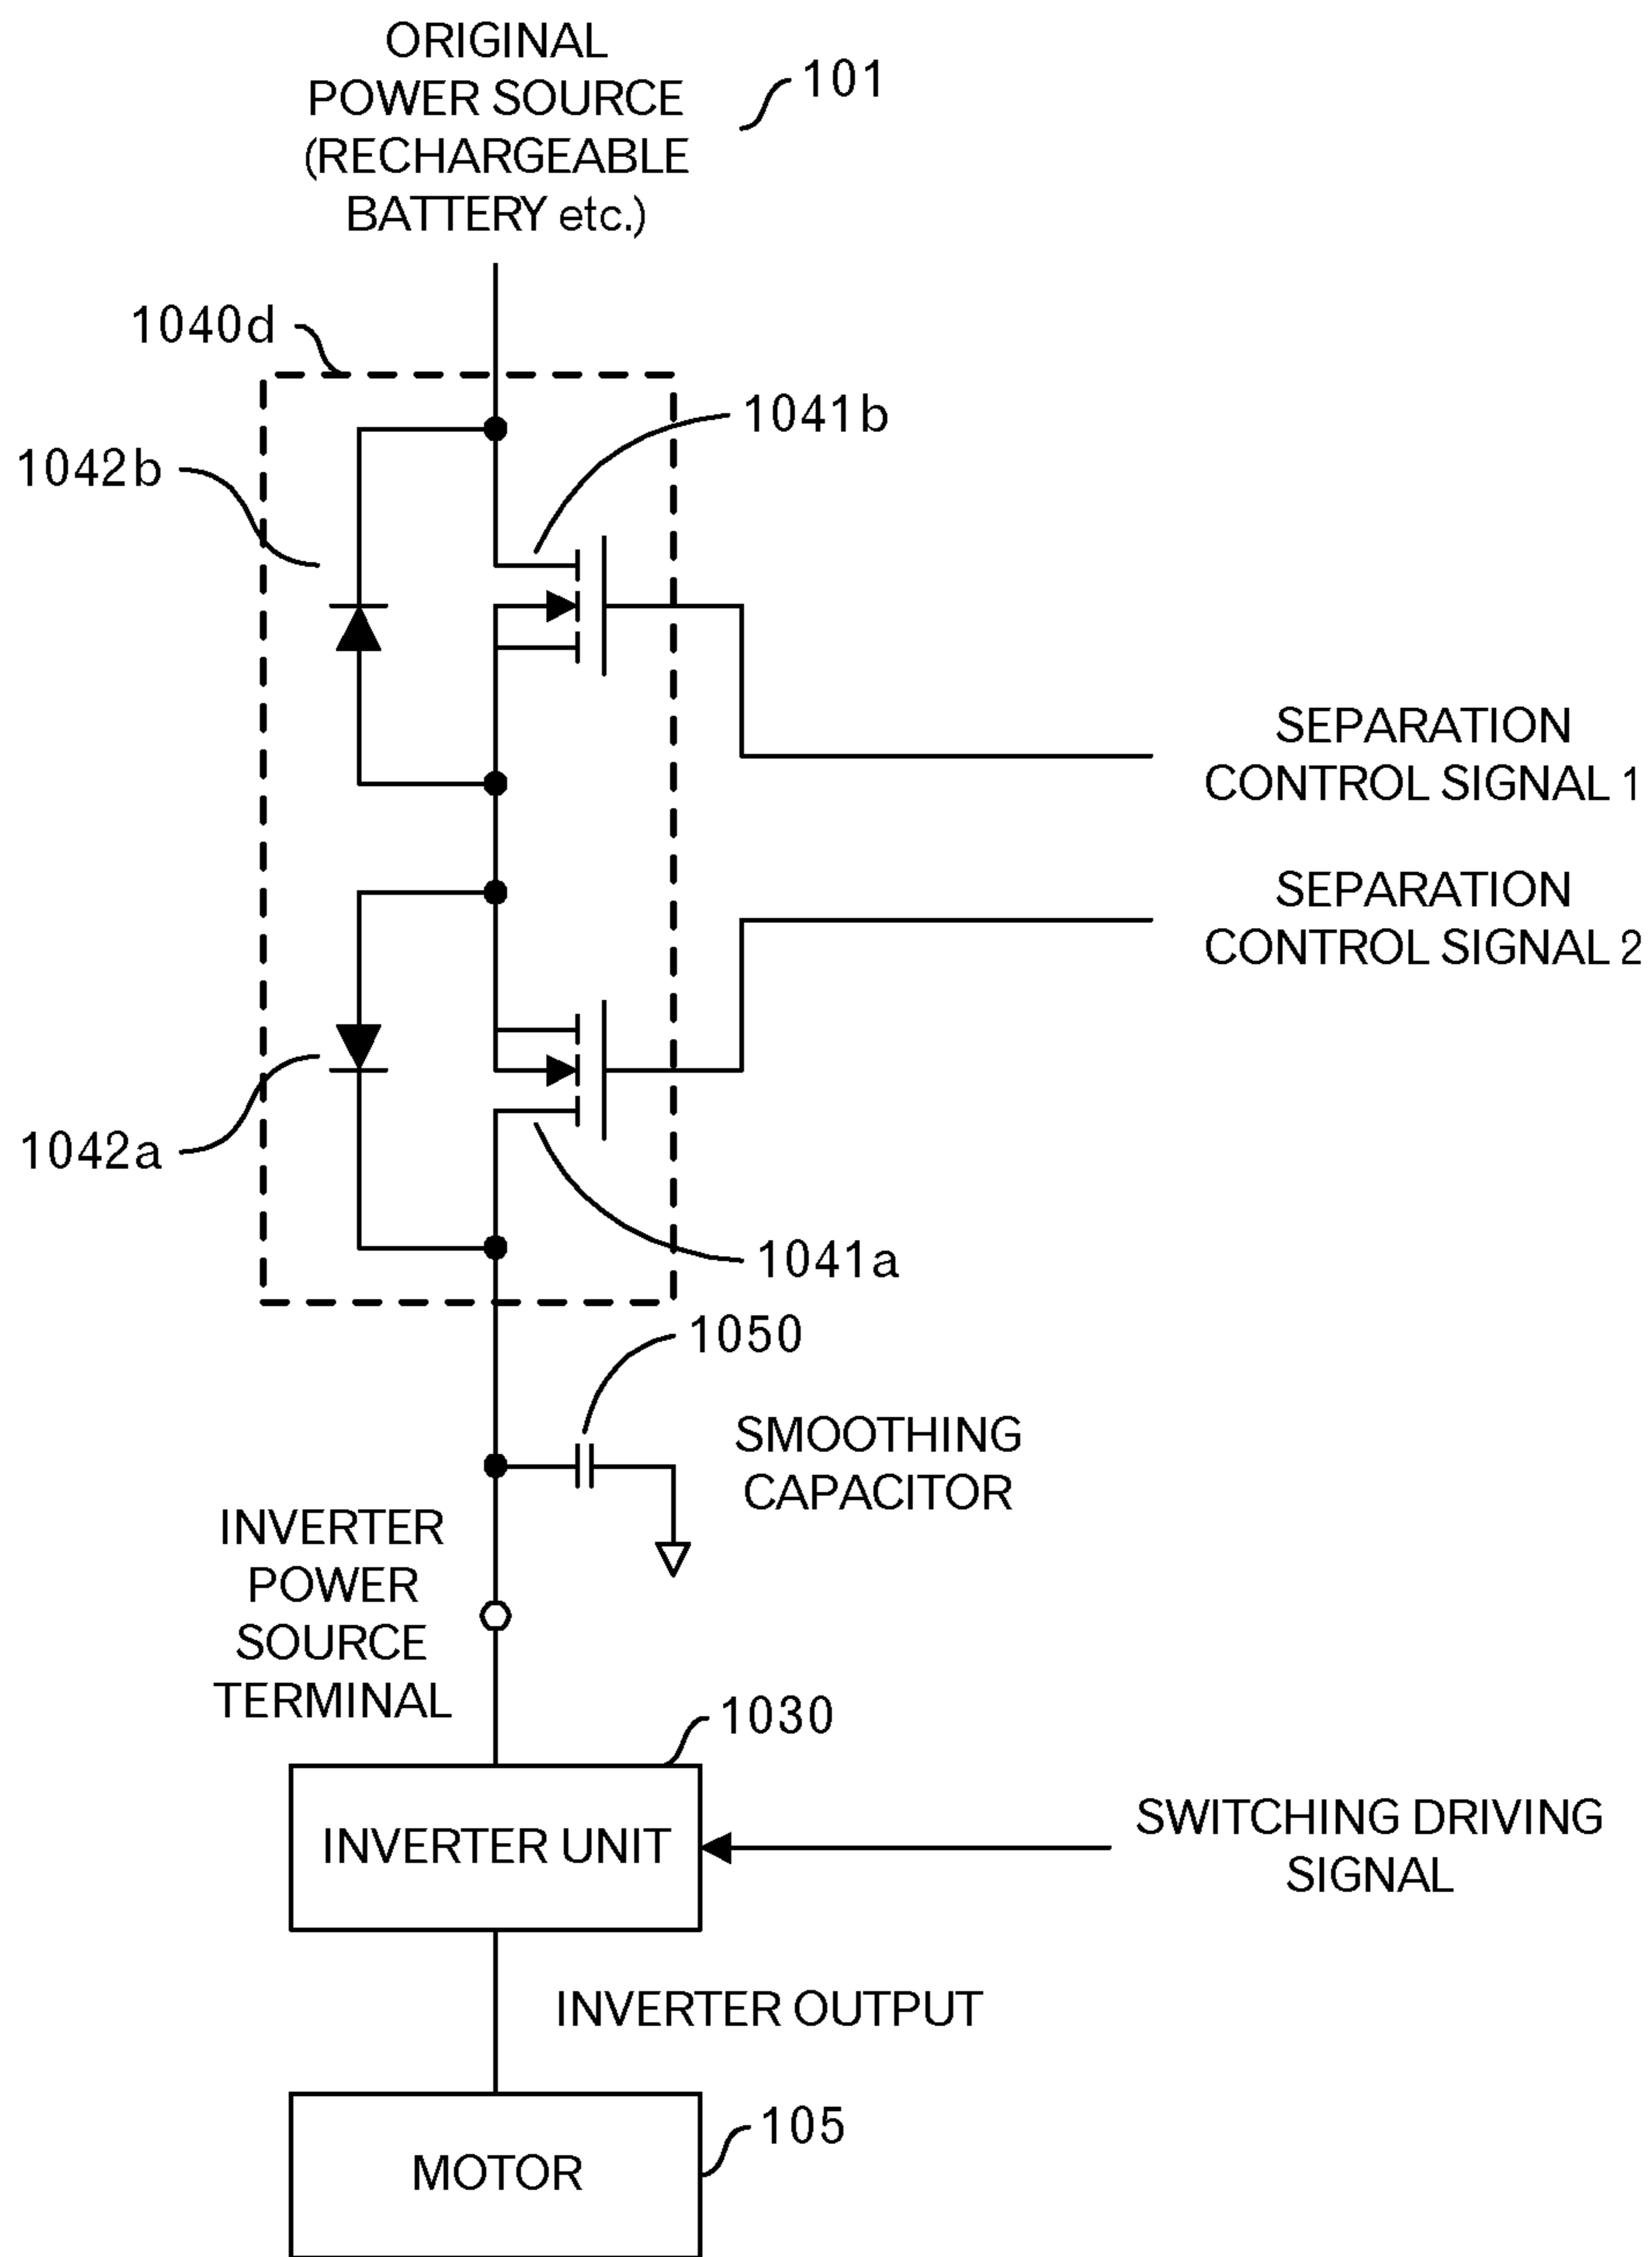 ORIGINAL
POWER SOURCE
(RECHARGEABLE
BATTERY etc.)
101
1040d
1041b
1042b
SEPARATION
CONTROL SIGNAL 1
SEPARATION
CONTROL SIGNAL 2
1042a
1041a
1050
SMOOTHING
CAPACITOR
INVERTER
POWER
SOURCE
TERMINAL
1030
INVERTER UNIT
SWITCHING DRIVING
SIGNAL
INVERTER OUTPUT
105
MOTOR